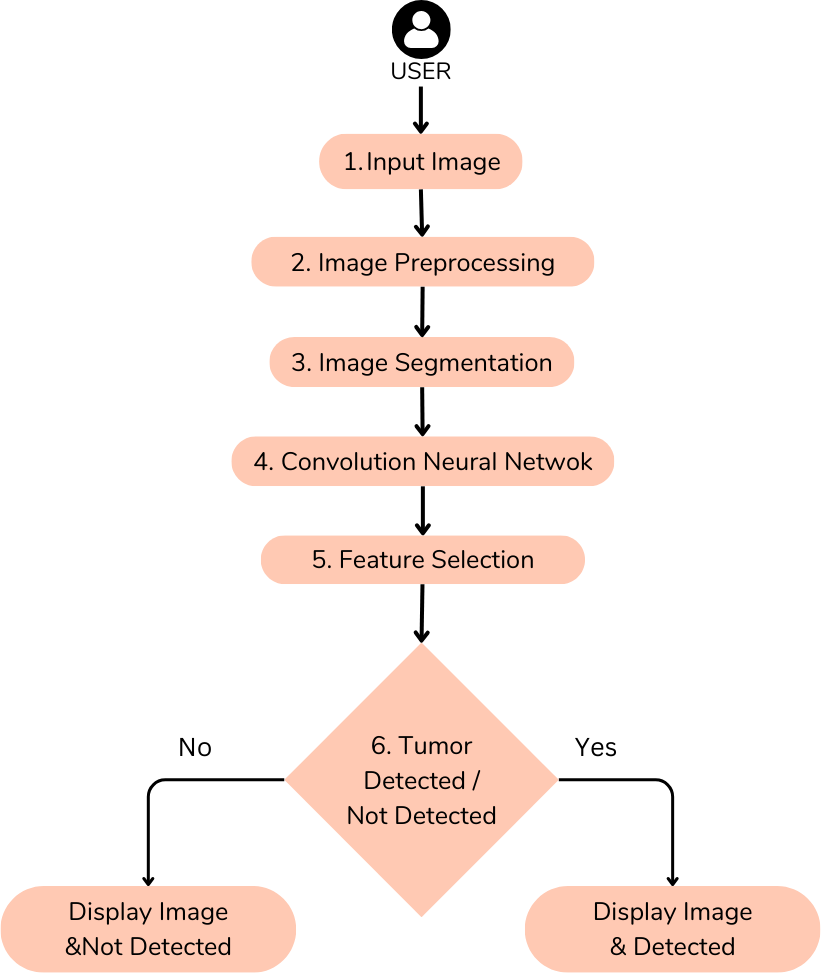 USER
1.Input Image
2. Image Preprocessing
3. Image Segmentation
4. Convolution Neural Netwok
5. Feature Selection
No
Yes
6. Tumor
Detected /
Not Detected
Display Image
&Not Detected
Display Image
& Detected